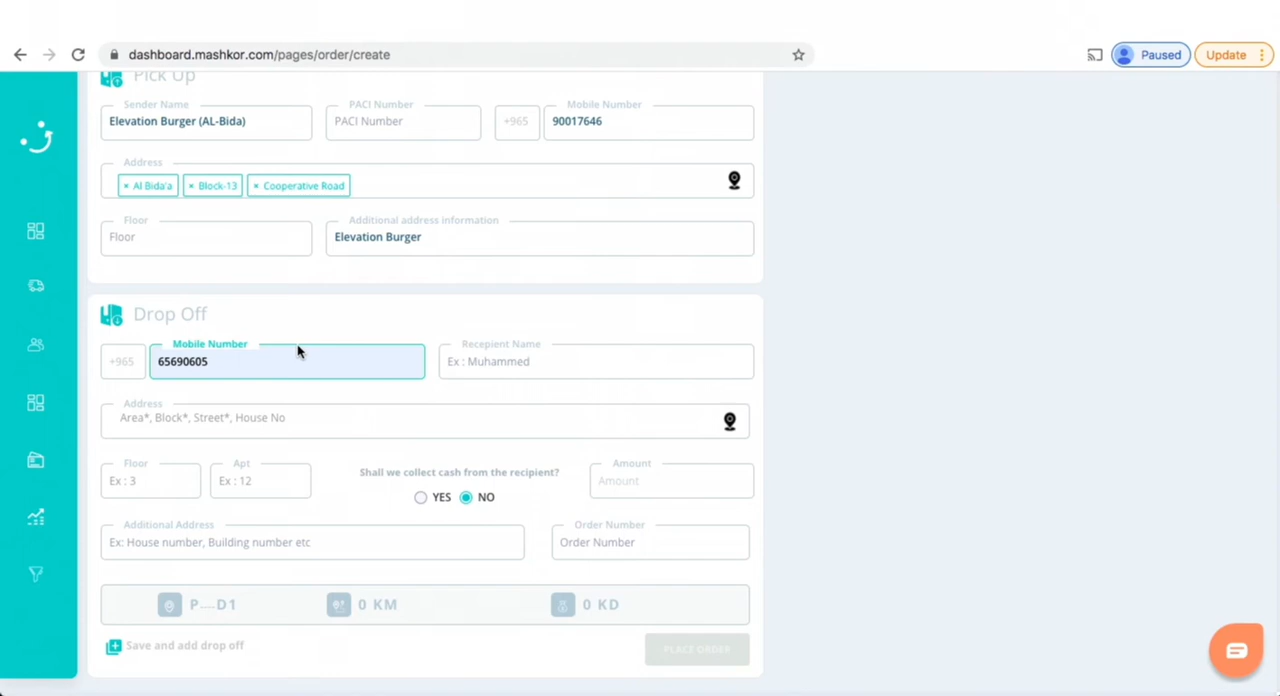 dashboard.mashkor.com/pages/order/create
Paused
Update
Pick Up
Sender Name
PACI Number
Mobile Number
Elevation Burger (AL-Bida)
PACI Number
+965
90017646
Address
× Al Bida'a
× Block-13
× Cooperative Road
Floor
Additional address information
Floor
Elevation Burger
Drop Off
Mobile Number
Recepient Name
+965
65690605
Ex : Muhammed
Address
Area*, Block*, Street*, House No
Floor
Apt
Shall we collect cash from the recipient?
Amount
Ex : 3
Ex : 12
Amount
YES
NO
Additional Address
Order Number
Ex: House number, Building number etc
Order Number
P----D1
0 KM
0 KD
Save and add drop off
PLACE ORDER